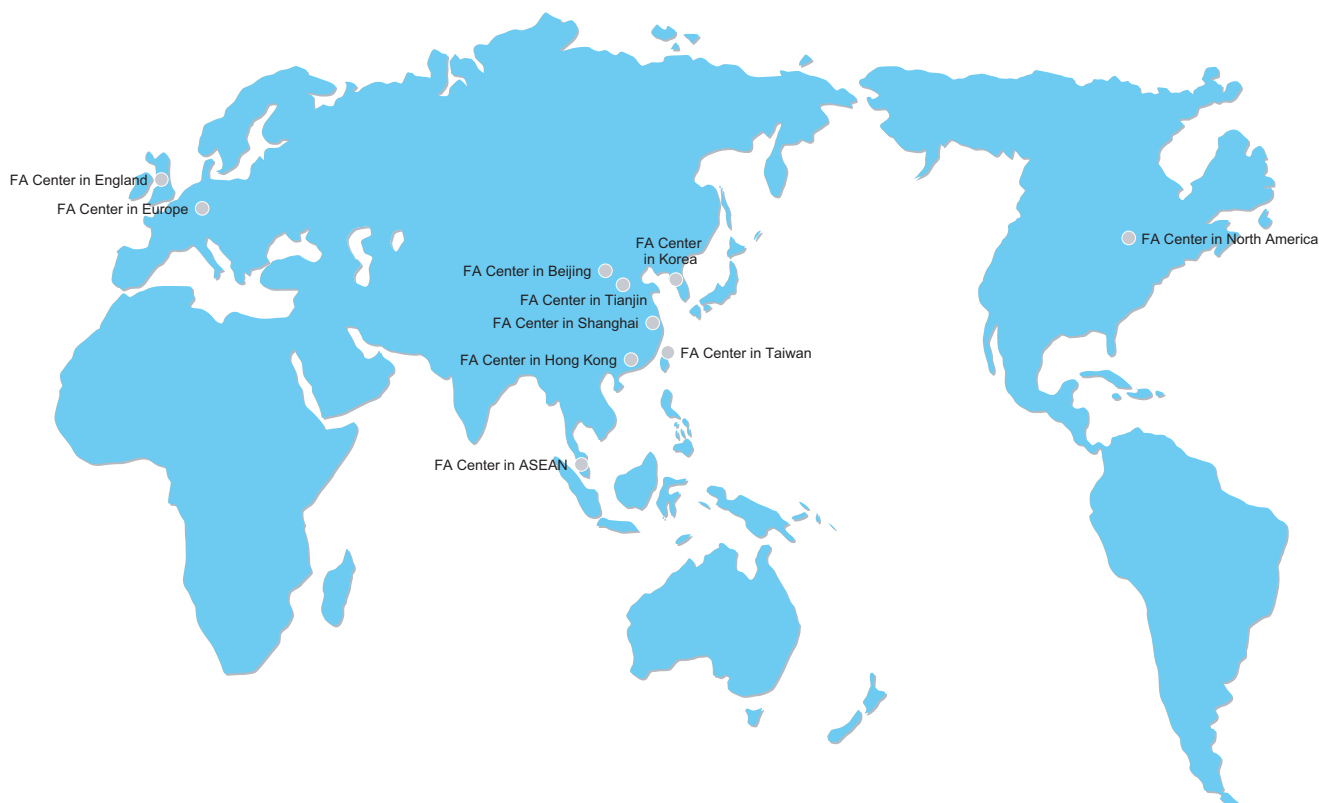 FA Center in England
FA Center in Europe
FA Center
in Korea
FA Center in North America
FA Center in Beijing
FA Center in Tianjin
FA Center in Shanghai
FA Center in Taiwan
FA Center in Hong Kong
FA Center in ASEAN